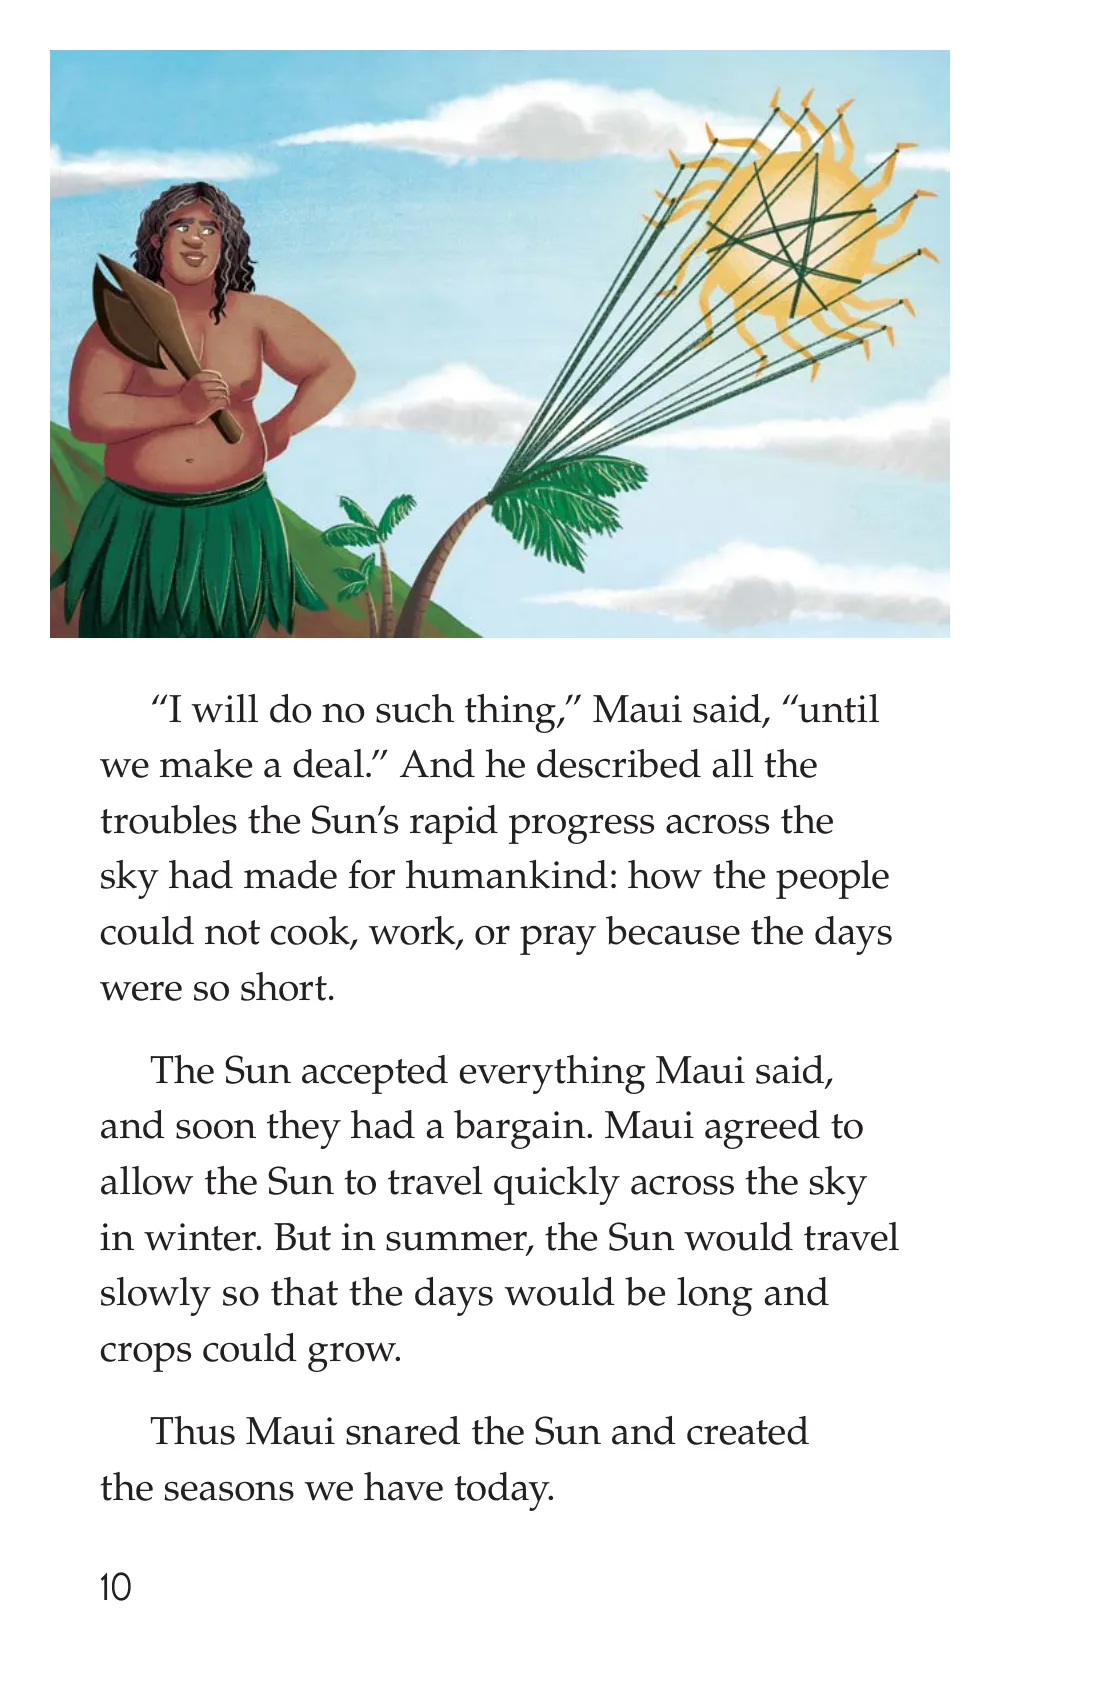 “I will do no such thing,” Maui said, “until
we make a deal.” And he described all the
troubles the Sun’s rapid progress across the
sky had made for humankind: how the people
could not cook, work, or pray because the days
were so short.
The Sun accepted everything Maui said,
and soon they had a bargain. Maui agreed to
allow the Sun to travel quickly across the sky
in winter. But in summer, the Sun would travel
slowly so that the days would be long and
crops could grow.
Thus Maui snared the Sun and created
the seasons we have today.
10